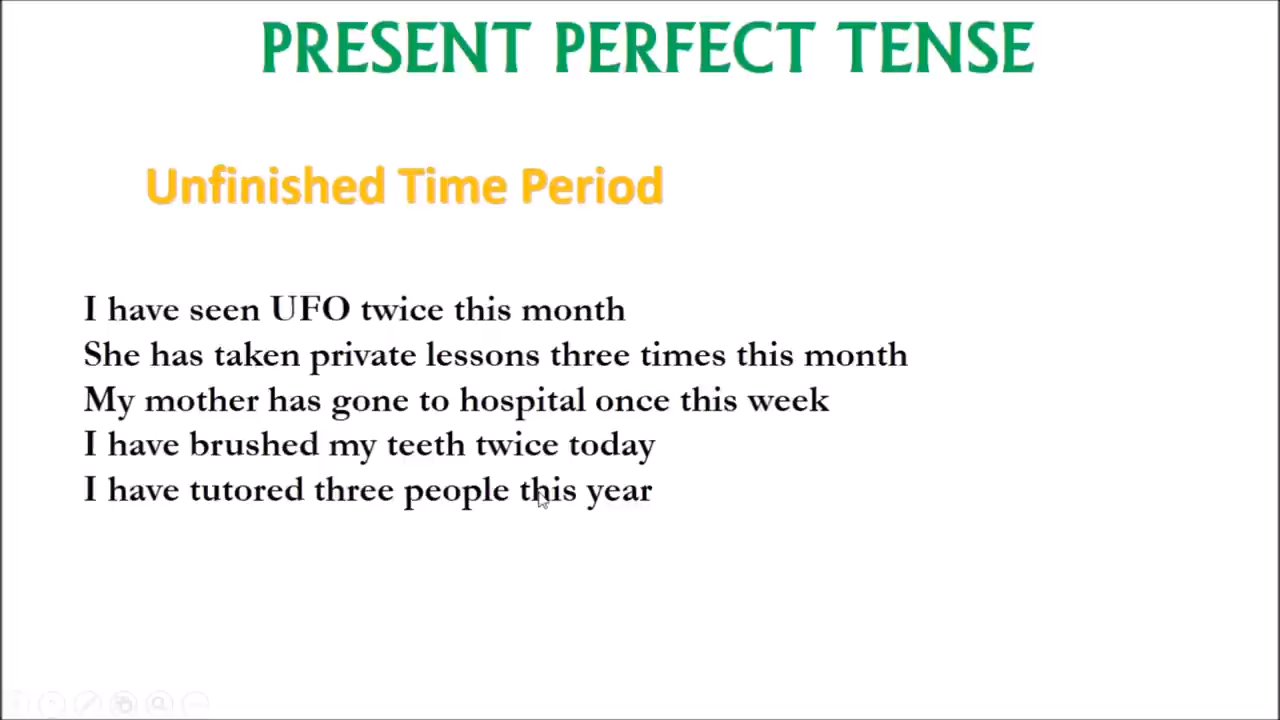 PRESENT PERFECT TENSE
Unfinished Time Period
I have seen UFO twice this month
She has taken private lessons three times this month
My mother has gone to hospital once this week
I have brushed my teeth twice today
I have tutored three people this year